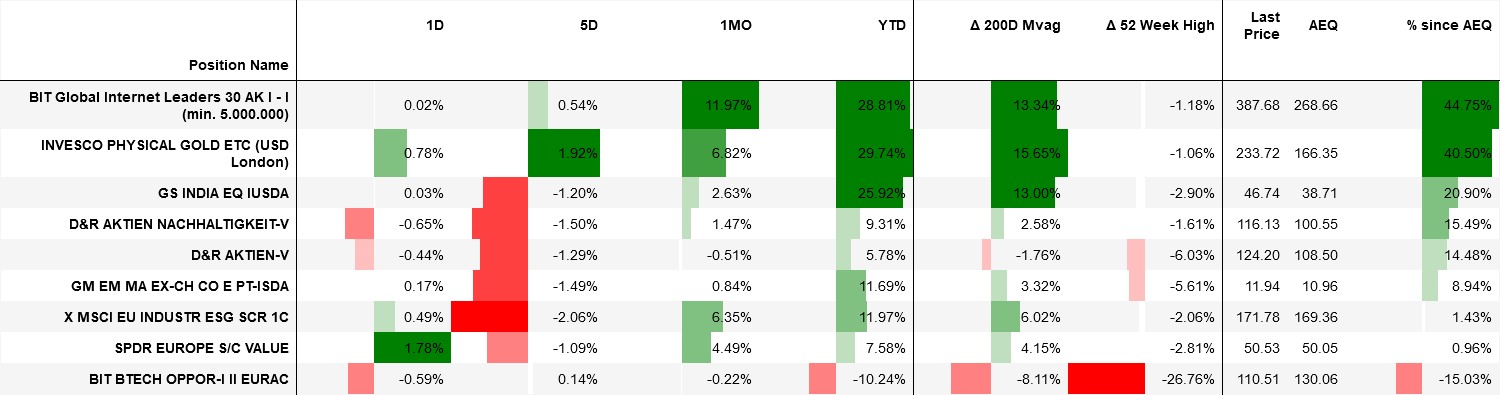 Position Name 1D 5D 1MO YTD Δ 200D Mvag Δ 52 Week High Last Price AEQ % since AEQ
BIT Global Internet Leaders 30 AK I - I (min. 5.000.000) 0.02% 0.54% 11.97% 28.81% 13.34% -1.18% 387.68 268.66 44.75%
INVESCO PHYSICAL GOLD ETC (USD London) 0.78% 1.92% 6.82% 29.74% 15.65% -1.06% 233.72 166.35 40.50%
GS INDIA EQ IUSDA 0.03% -1.20% 2.63% 25.92% 13.00% -2.90% 46.74 38.71 20.90%
D&R AKTIEN NACHHALTIGKEIT-V -0.65% -1.50% 1.47% 9.31% 2.58% -1.61% 116.13 100.55 15.49%
D&R AKTIEN-V -0.44% -1.29% -0.51% 5.78% -1.76% -6.03% 124.20 108.50 14.48%
GM EM MA EX-CH CO E PT-ISDA 0.17% -1.49% 0.84% 11.69% 3.32% -5.61% 11.94 10.96 8.94%
X MSCI EU INDUSTR ESG SCR 1C 0.49% -2.06% 6.35% 11.97% 6.02% -2.06% 171.78 169.36 1.43%
SPDR EUROPE S/C VALUE 1.78% -1.09% 4.49% 7.58% 4.15% -2.81% 50.53 50.05 0.96%
BIT BTECH OPPOR-I II EURAC -0.59% 0.14% -0.22% -10.24% -8.11% -26.76% 110.51 130.06 -15.03%